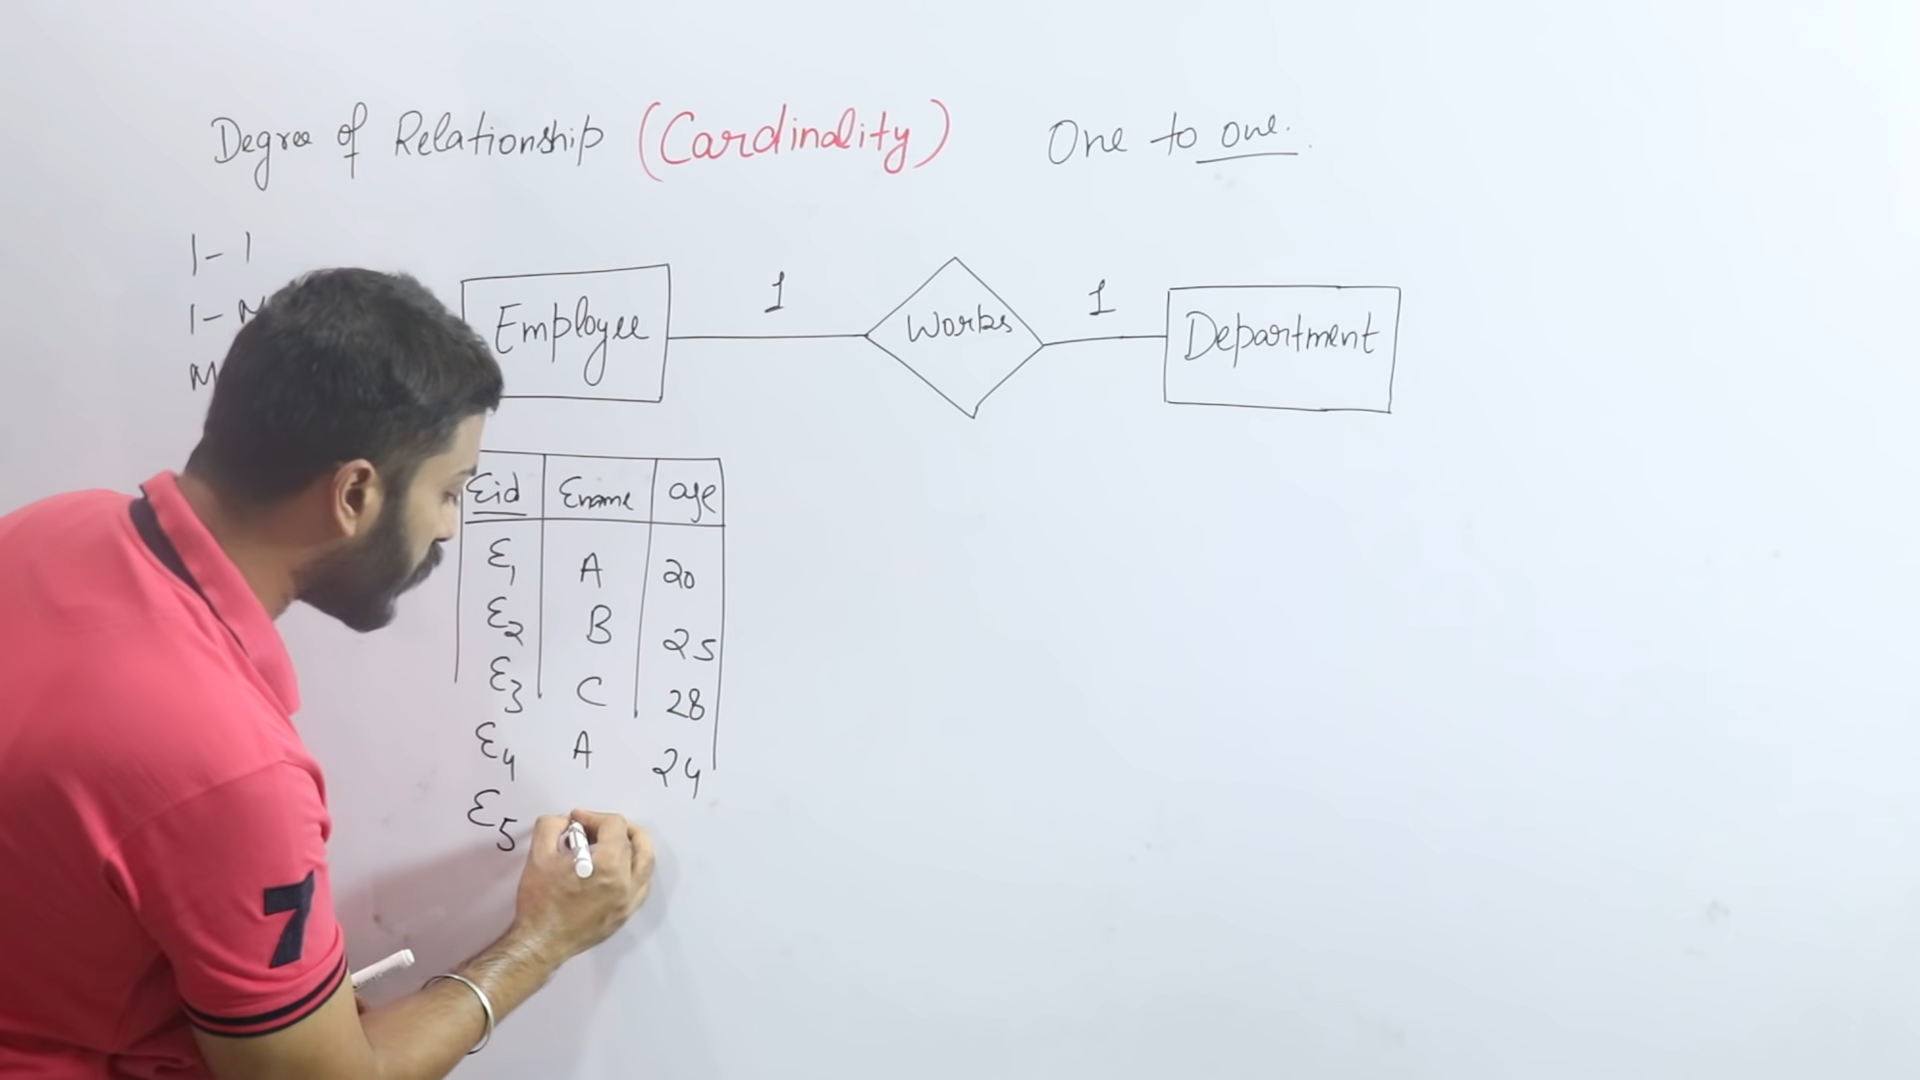 Degree of Relationship (Cardinality) One to one.
1-1
1-
M
Employee 1 Works 1 Department
Eid Ename age
E1 A 20
E2 B 25
E3 C 28
E4 A 24
E5
7